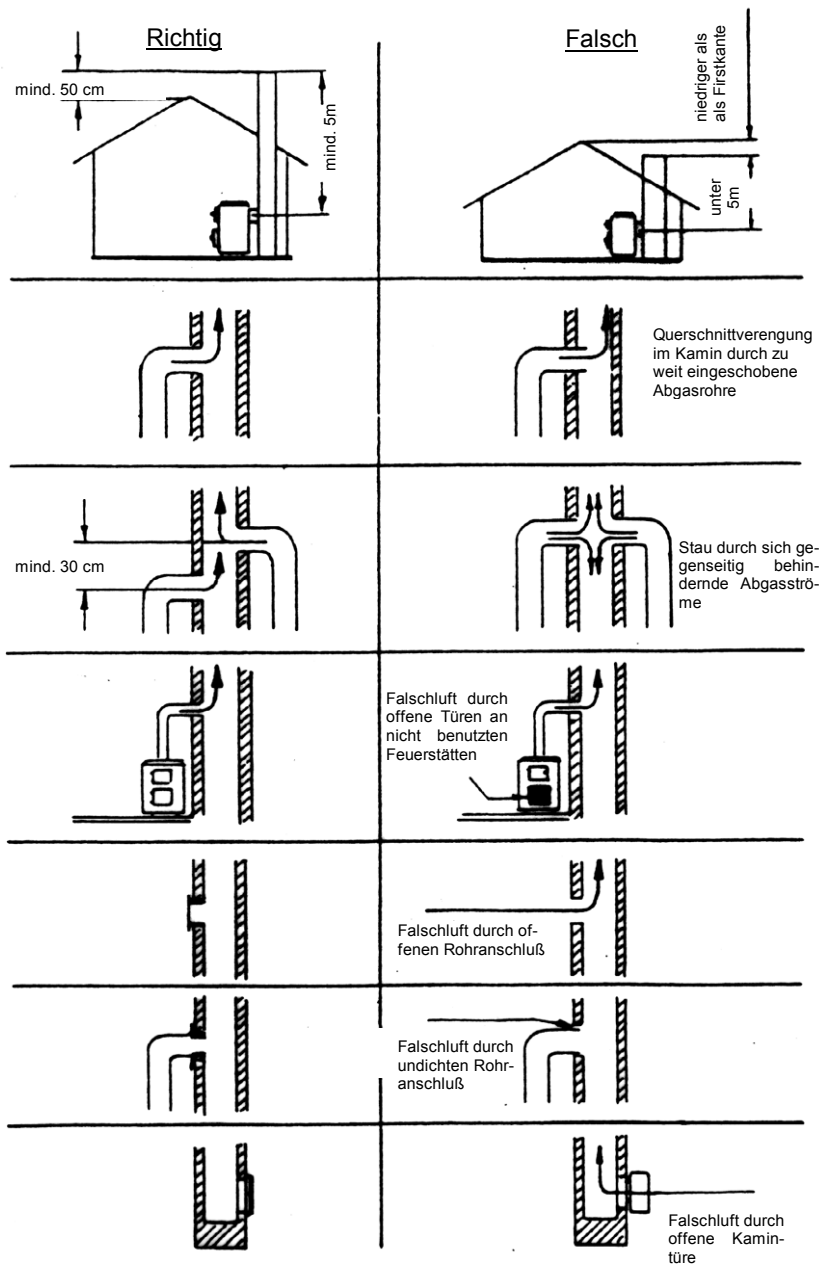 Richtig
Falsch
mind. 50 cm
mind. 5m
niedriger als
als Firstkante
unter
5m
Querschnittverengung
im Kamin durch zu
weit eingeschobene
Abgasrohre
mind. 30 cm
Stau durch sich ge-
genseitig behin-
dernde Abgasströ-
me
Falschluft durch
offene Türen an
nicht benutzten
Feuerstätten
Falschluft durch of-
fenen Rohranschluß
Falschluft durch
undichten Rohr-
anschluß
Falschluft durch
offene Kamin-
türe